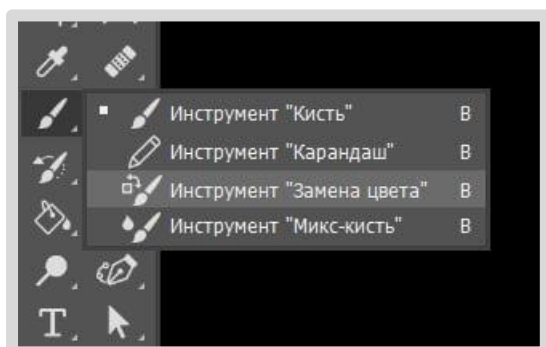 Инструмент "Кисть" B
Инструмент "Карандаш" B
Инструмент "Замена цвета" B
Инструмент "Микс-кисть" B